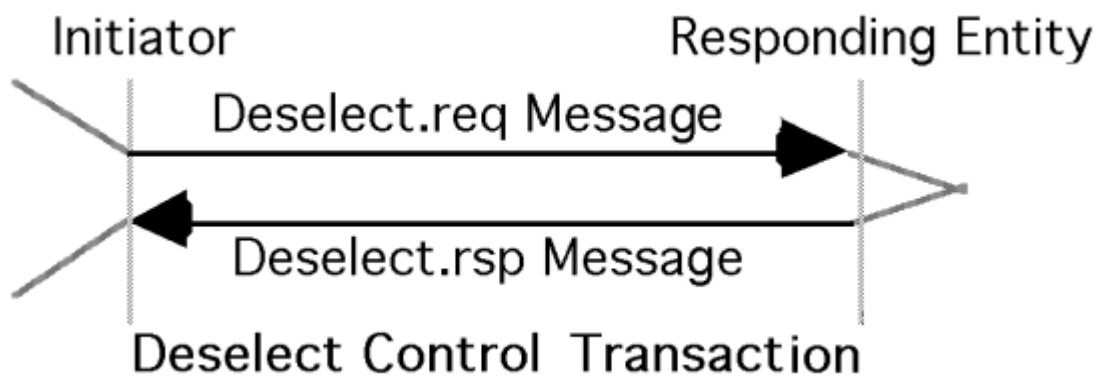 Initiator
Responding Entity
Deselect.req Message
Deselect.rsp Message
Deselect Control Transaction